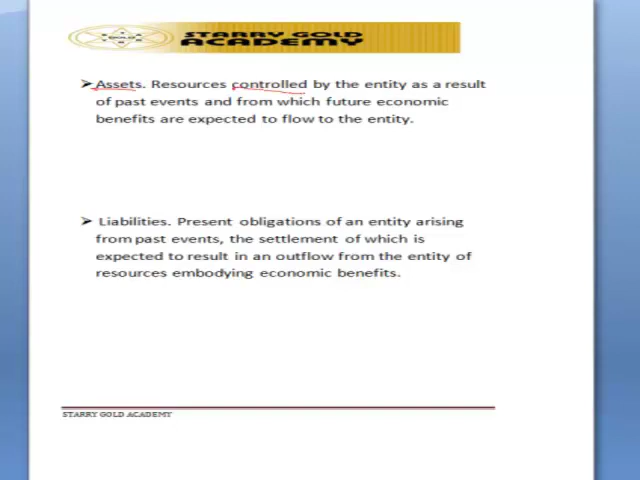 GOLD
STARRY GOLD
ACADEMY
➢ Assets. Resources controlled by the entity as a result
of past events and from which future economic
benefits are expected to flow to the entity.
➢ Liabilities. Present obligations of an entity arising
from past events, the settlement of which is
expected to result in an outflow from the entity of
resources embodying economic benefits.
STARRY GOLD ACADEMY